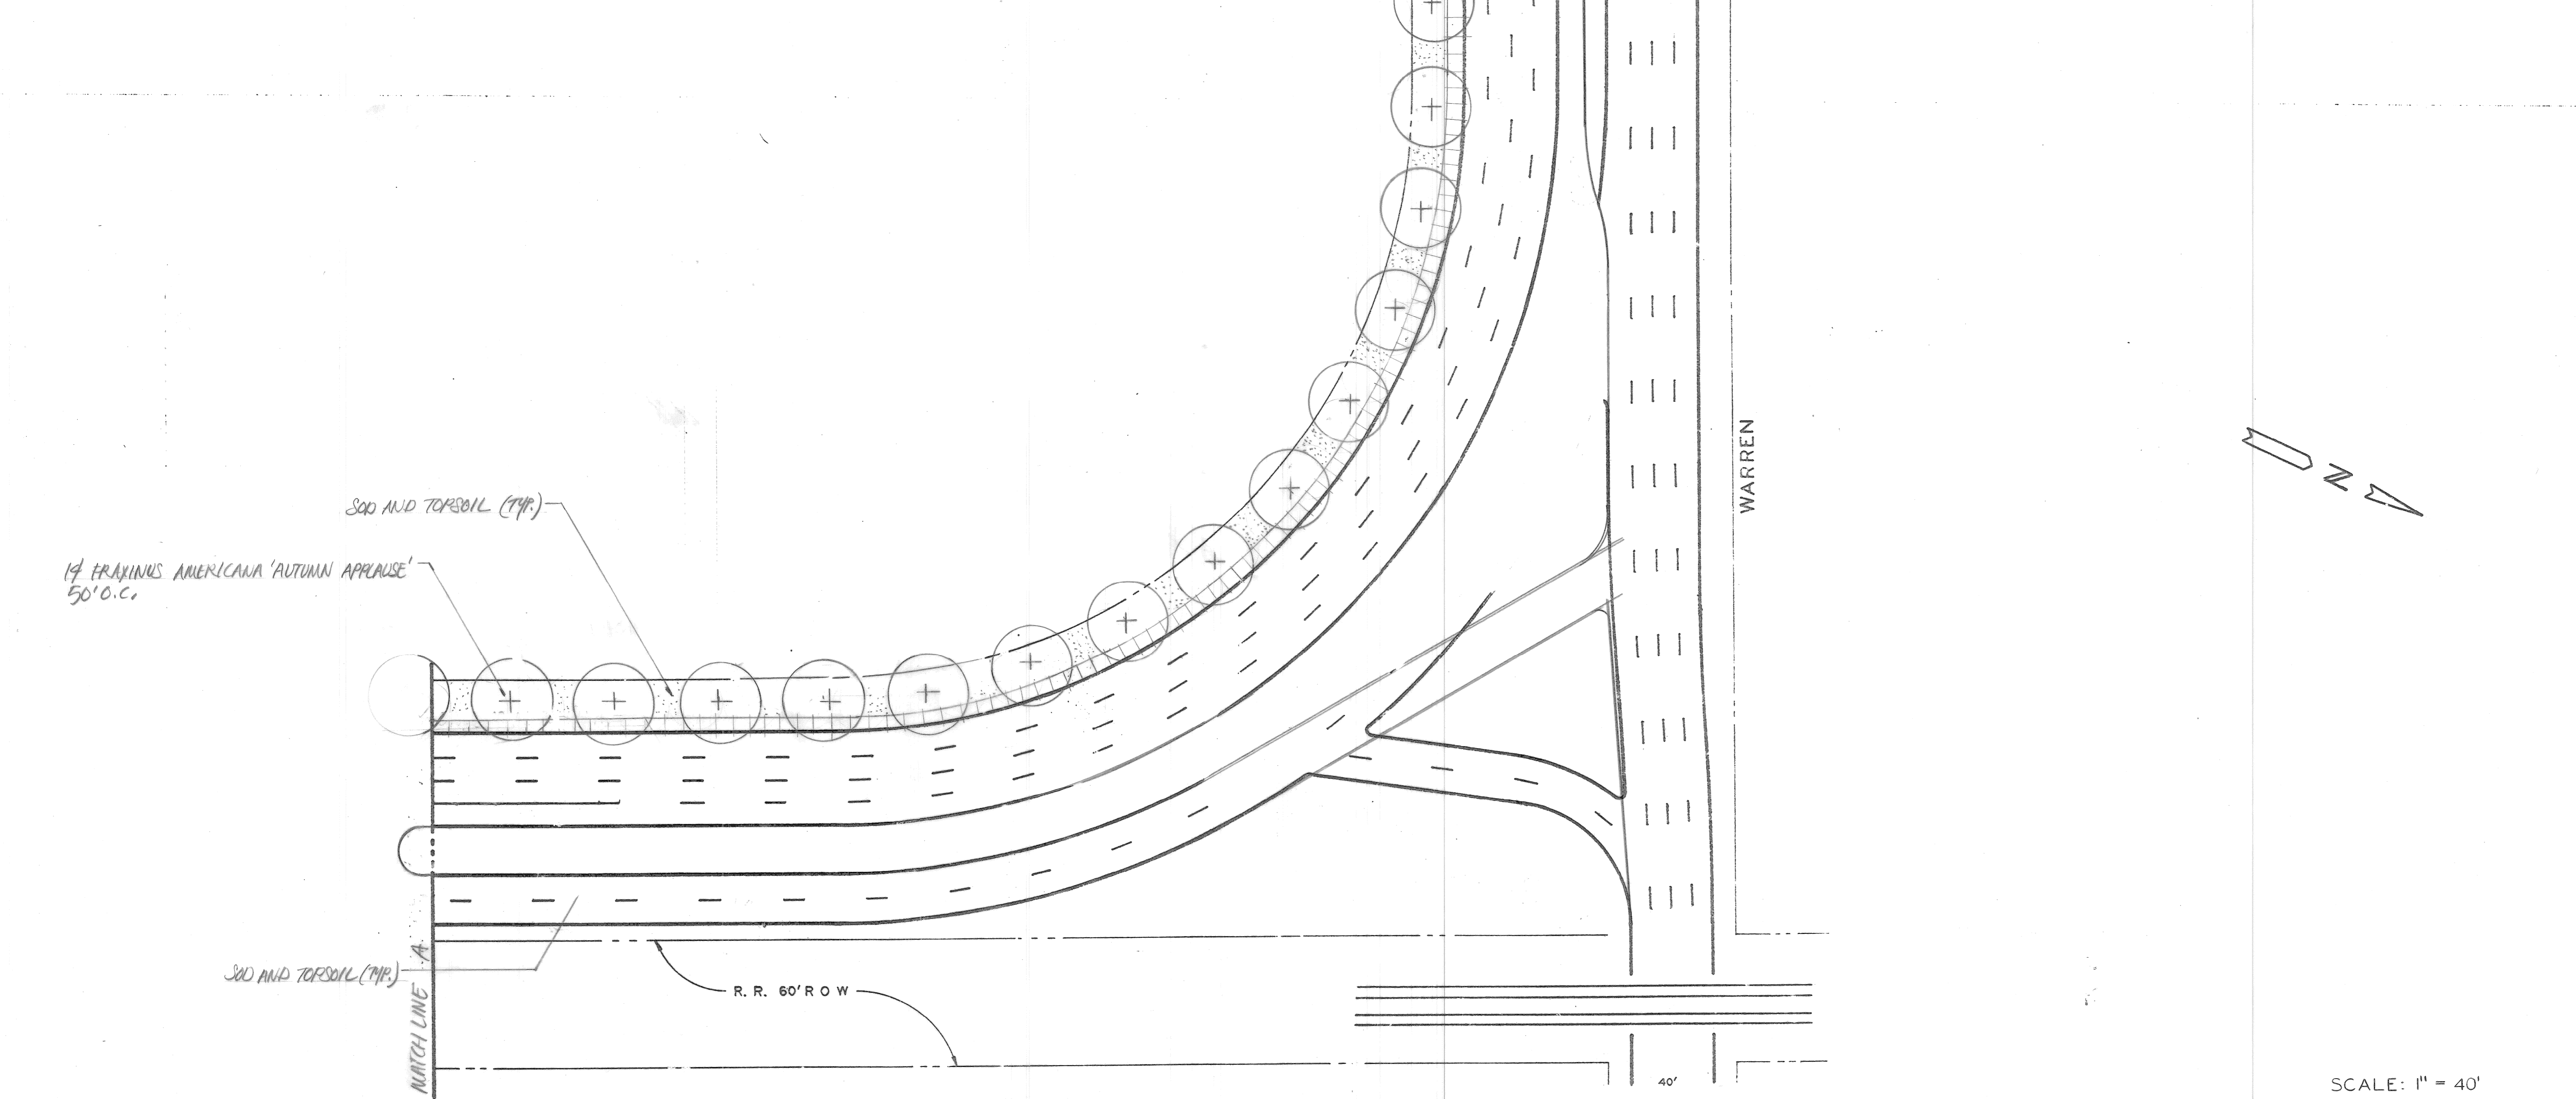 WARREN
N
SOD AND TOPSOIL (TYP.)
14 FRAXINUS AMERICANA 'AUTUMN APPLAUSE'
50' O.C.
SOD AND TOPSOIL (TYP.)
MATCH LINE A
R. R. 60' R O W
40'
SCALE: 1" = 40'